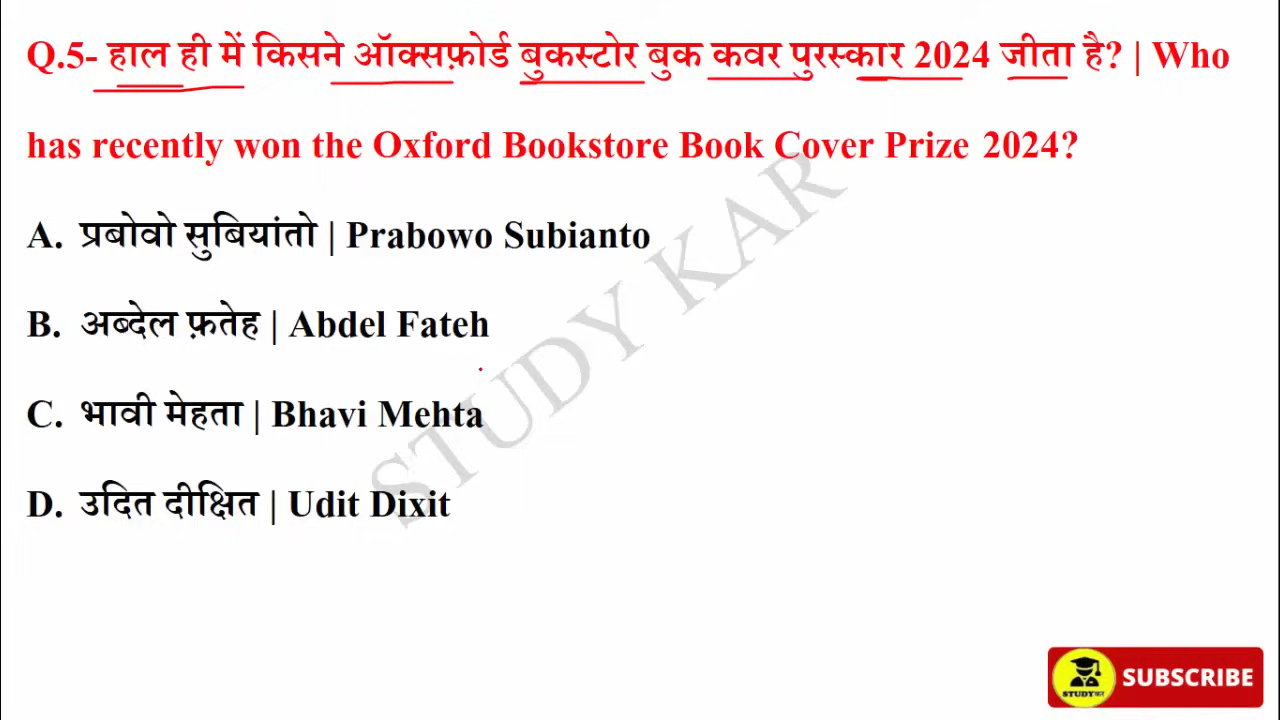 Q.5- हाल ही में किसने ऑक्सफ़ोर्ड बुकस्टोर बुक कवर पुरस्कार 2024 जीता है? | Who
has recently won the Oxford Bookstore Book Cover Prize 2024?
A. प्रबोवो सुबियांतो | Prabowo Subianto
B. अब्देल फ़तेह | Abdel Fateh
C. भावी मेहता | Bhavi Mehta
D. उदित दीक्षित | Udit Dixit
STUDY KAR
SUBSCRIBE